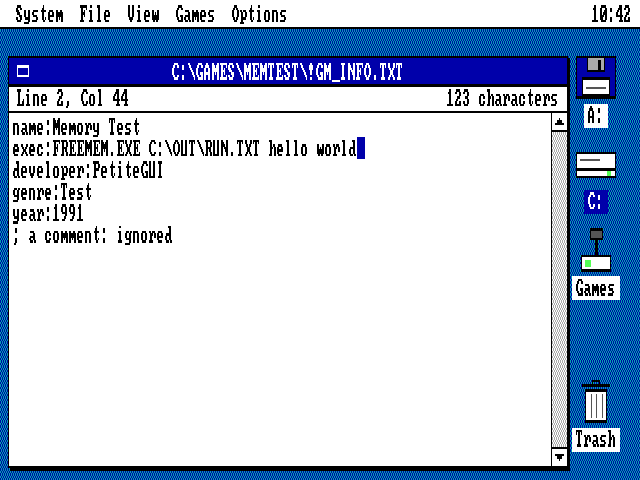 System File View Games Options 10:42
C:\GAMES\MEMTEST\!GM_INFO.TXT
Line 2, Col 44 123 characters
name:Memory Test
exec:FREEMEM.EXE C:\OUT\RUN.TXT hello world
developer:PetiteGUI
genre:Test
year:1991
; a comment: ignored
A:
C:
Games
Trash